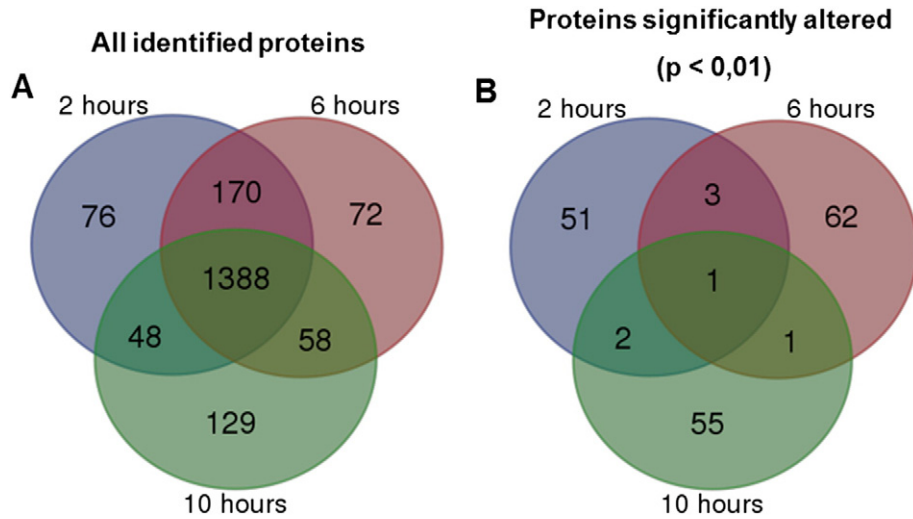 All identified proteins
A
2 hours
6 hours
76
170
72
1388
48
58
129
10 hours
Proteins significantly altered
(p < 0,01)
B
2 hours
6 hours
51
3
62
1
2
1
55
10 hours